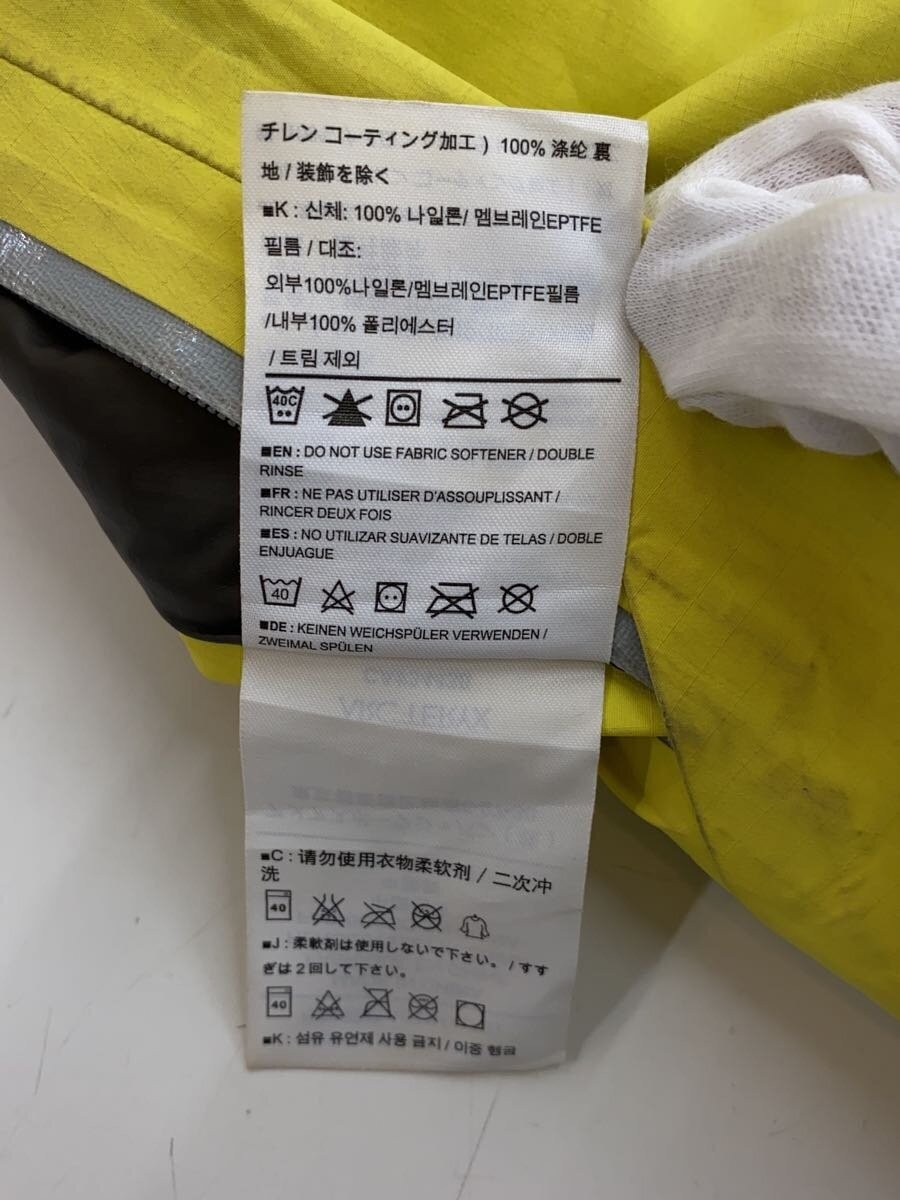 チレン コーティング加工) 100% 涤纶 裏
地 / 装飾を除く
■K : 신체: 100% 나일론/ 멤브레인EPTFE
필름 / 대조:
외부100%나일론/멤브레인EPTFE필름
/내부100% 폴리에스터
/ 트림 제외
40C
■EN : DO NOT USE FABRIC SOFTENER / DOUBLE
RINSE
■FR : NE PAS UTILISER D'ASSOUPLISSANT /
RINCER DEUX FOIS
■ES : NO UTILIZAR SUAVIZANTE DE TELAS / DOBLE
ENJUAGUE
40
■DE : KEINEN WEICHSPÜLER VERWENDEN /
ZWEIMAL SPÜLEN
ARC'TERYX
■C : 请勿使用衣物柔软剂 / 二次冲
洗
40
■J : 柔軟剤は使用しないで下さい。/ すす
ぎは2回して下さい。
40
■K : 섬유 유연제 사용 금지 / 이중 헹굼